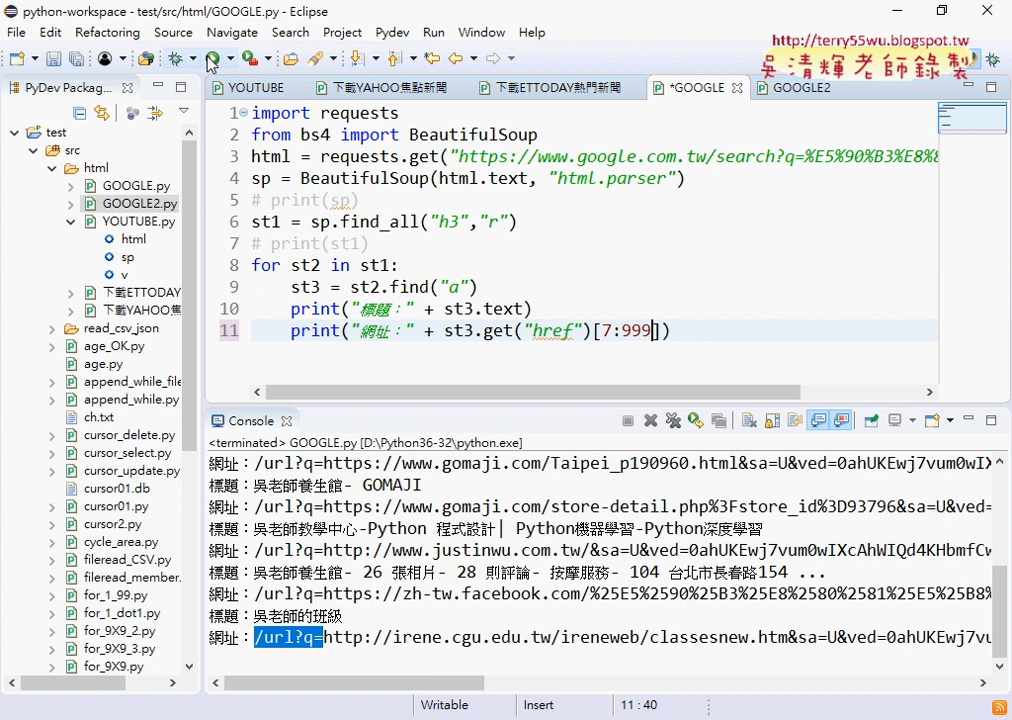 python-workspace - test/src/html/GOOGLE.py - Eclipse
File Edit Refactoring Source Refactoring Navigate Search Project Pydev Run Window Help
http://terry55wu.blogspot.tw
吳清輝老師錄製
PyDev Packag...
YOUTUBE 下載YAHOO焦點新聞 下載ETTODAY熱門新聞 *GOOGLE GOOGLE2
test
src
html
GOOGLE.py
GOOGLE2.py
YOUTUBE.py
html
sp
v
下載ETTODAY
下載YAHOO焦
read_csv_json
age_OK.py
age.py
append_while_file
append_while.py
ch.txt
cursor_delete.py
cursor_select.py
cursor_update.py
cursor01.db
cursor01.py
cursor2.py
cycle_area.py
fileread_CSV.py
fileread_member.
for_1_99.py
for_1_dot1.py
for_9X9_2.py
for_9X9_3.py
for_9X9.py
1 import requests
2 from bs4 import BeautifulSoup
3 html = requests.get("https://www.google.com.tw/search?q=%E5%90%B3%E8%8
4 sp = BeautifulSoup(html.text, "html.parser")
5 # print(sp)
6 st1 = sp.find_all("h3","r")
7 # print(st1)
8 for st2 in st1:
9 st3 = st2.find("a")
10 print("標題：" + st3.text)
11 print("網址：" + st3.get("href")[7:999])
Console
<terminated> GOOGLE.py [D:\Python36-32\python.exe]
網址：/url?q=https://www.gomaji.com/Taipei_p190960.html&sa=U&ved=0ahUKEwj7vum0wIX
標題：吳老師養生館- GOMAJI
網址：/url?q=https://www.gomaji.com/store-detail.php%3Fstore_id%3D93796&sa=U&ved=
標題：吳老師教學中心-Python 程式設計| Python機器學習-Python深度學習
網址：/url?q=http://www.justinwu.com.tw/&sa=U&ved=0ahUKEwj7vum0wIXcAhWIQd4KHbmfCw
標題：吳老師養生館- 26 張相片- 28 則評論- 按摩服務- 104 台北市長春路154 ...
網址：/url?q=https://zh-tw.facebook.com/%25E5%2590%25B3%25E8%2580%2581%25E5%25B8%
標題：吳老師的班級
網址：/url?q=http://irene.cgu.edu.tw/ireneweb/classesnew.htm&sa=U&ved=0ahUKEwj7vu
Writable Insert 11 : 40